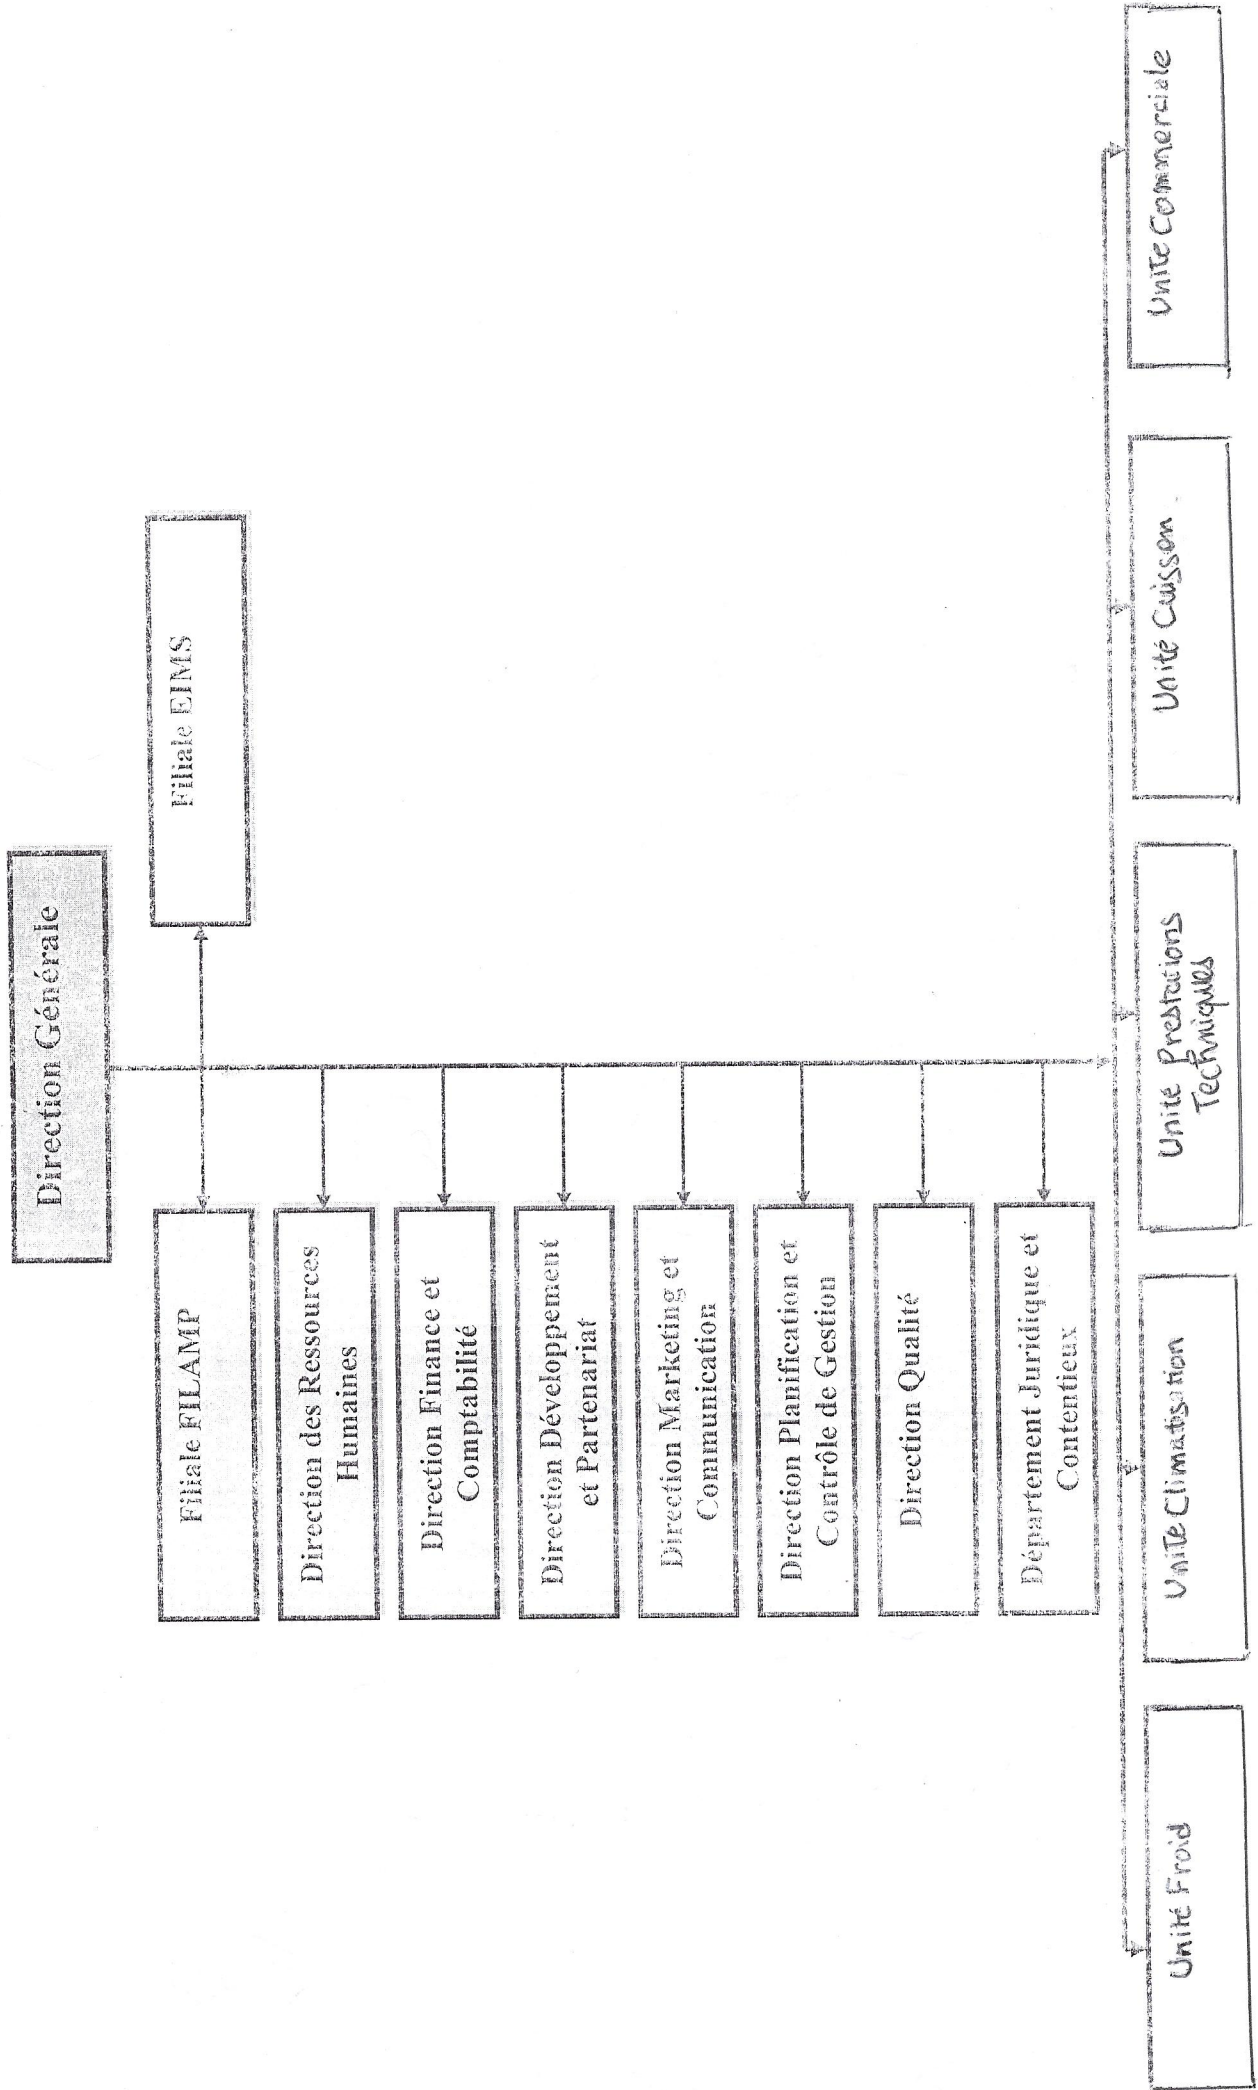 Direction Générale
Filiale FILAMP
Filiale EIMS
Direction des Ressources
Humaines
Direction Finance et
Comptabilité
Direction Développement
et Partenariat
Direction Marketing et
Communication
Direction Planification et
Contrôle de Gestion
Direction Qualité
Département Juridique et
Contentieux
Unité Froid
Unité Climatisation
Unité Prestations
Techniques
Unité Cuisson
Unité Commerciale